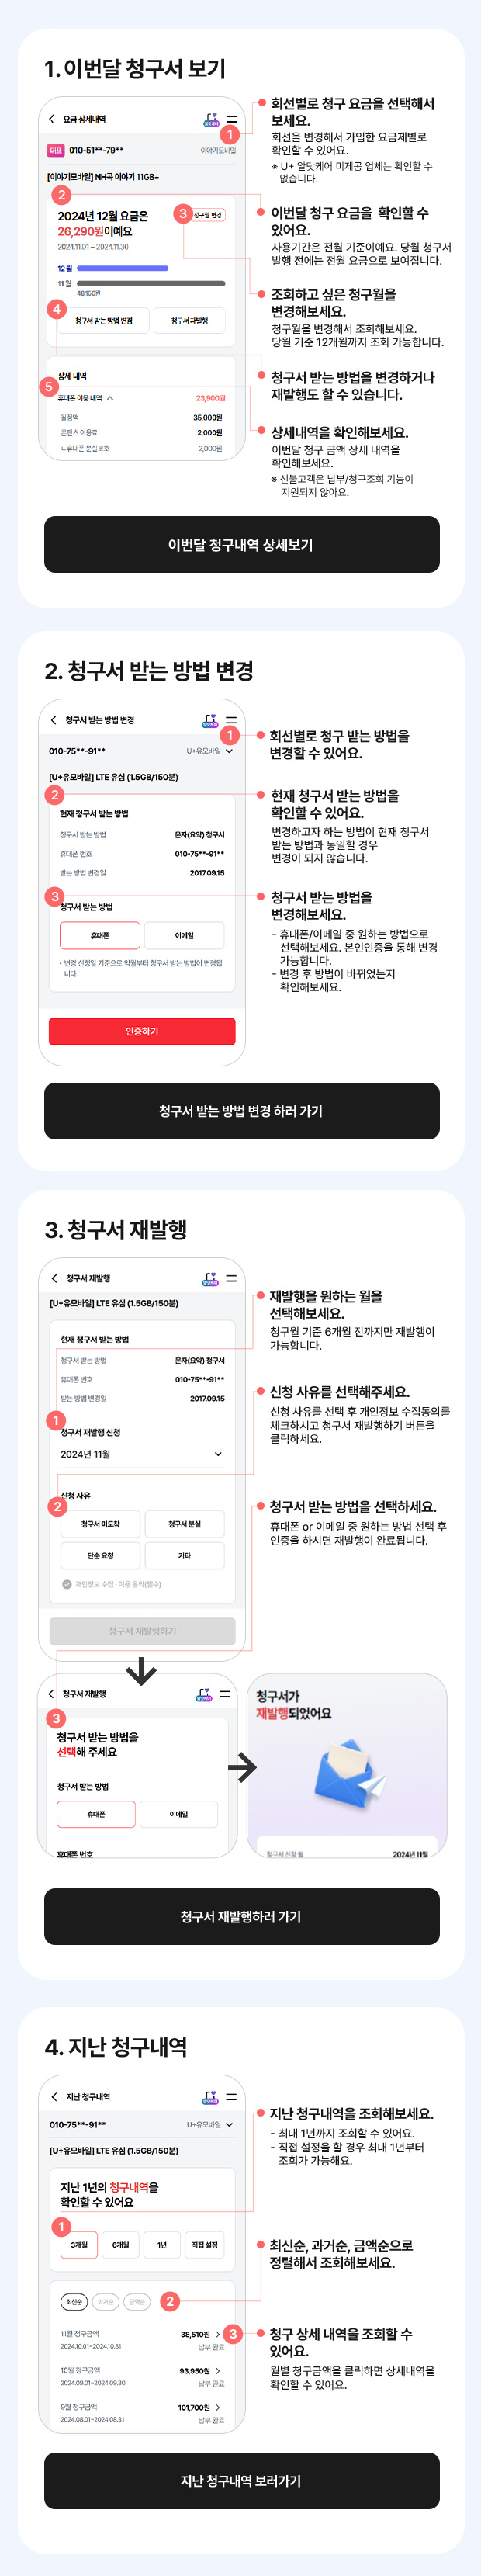 1. 이번달 청구서 보기
요금 상세내역
1
대표 010-51**-79** 이야기모바일
[이야기모바일] NH콕 이야기 11GB+
2
2024년 12월 요금은
3
청구월 변경
26,290원이에요
2024.11.01 – 2024.11.30
12월
11월
48,150원
4
청구서 받는 방법 변경
청구서 재발행
상세 내역
5
휴대폰 이용 내역 23,900원
월정액 35,000원
콘텐츠 이용료 2,000원
ㄴ휴대폰 분실보호 2,000원
회선별로 청구 요금을 선택해서
보세요.
회선을 변경해서 가입한 요금제별로
확인할 수 있어요.
※ U+ 알닷케어 미제공 업체는 확인할 수
없습니다.
이번달 청구 요금을 확인할 수
있어요.
사용기간은 전월 기준이예요. 당월 청구서
발행 전에는 전월 요금으로 보여집니다.
조회하고 싶은 청구월을
변경해보세요.
청구월을 변경해서 조회해보세요.
당월 기준 12개월까지 조회 가능합니다.
청구서 받는 방법을 변경하거나
재발행도 할 수 있습니다.
상세내역을 확인해보세요.
이번달 청구 금액 상세 내역을
확인해보세요.
※ 선불고객은 납부/청구조회 기능이
지원되지 않아요.
이번달 청구내역 상세보기
2. 청구서 받는 방법 변경
청구서 받는 방법 변경
1
010-75**-91** U+유모바일
[U+유모바일] LTE 유심 (1.5GB/150분)
2
현재 청구서 받는 방법
청구서 받는 방법 문자(요약) 청구서
휴대폰 번호 010-75**-91**
받는 방법 변경일 2017.09.15
3
청구서 받는 방법
휴대폰
이메일
• 변경 신청일 기준으로 익월부터 청구서 받는 방법이 변경됩
니다.
인증하기
회선별로 청구 받는 방법을
변경할 수 있어요.
현재 청구서 받는 방법을
확인할 수 있어요.
변경하고자 하는 방법이 현재 청구서
받는 방법과 동일할 경우
변경이 되지 않습니다.
청구서 받는 방법을
변경해보세요.
- 휴대폰/이메일 중 원하는 방법으로
선택해보세요. 본인인증을 통해 변경
가능합니다.
- 변경 후 방법이 바뀌었는지
확인해보세요.
청구서 받는 방법 변경 하러 가기
3. 청구서 재발행
청구서 재발행
[U+유모바일] LTE 유심 (1.5GB/150분)
현재 청구서 받는 방법
청구서 받는 방법 문자(요약) 청구서
휴대폰 번호 010-75**-91**
받는 방법 변경일 2017.09.15
1
청구서 재발행 신청
2024년 11월
신청 사유
2
청구서 미도착
청구서 분실
단순 요청
기타
개인정보 수집 · 이용 동의(필수)
청구서 재발행하기
재발행을 원하는 월을
선택해보세요.
청구월 기준 6개월 전까지만 재발행이
가능합니다.
신청 사유를 선택해주세요.
신청 사유를 선택 후 개인정보 수집동의를
체크하시고 청구서 재발행하기 버튼을
클릭하세요.
청구서 받는 방법을 선택하세요.
휴대폰 or 이메일 중 원하는 방법 선택 후
인증을 하시면 재발행이 완료됩니다.
청구서 재발행
3
청구서 받는 방법을
선택해 주세요
청구서 받는 방법
휴대폰
이메일
휴대폰 번호
청구서가
재발행되었어요
청구서 신청 월 2024년 11월
청구서 재발행하러 가기
4. 지난 청구내역
지난 청구내역
010-75**-91** U+유모바일
[U+유모바일] LTE 유심 (1.5GB/150분)
지난 1년의 청구내역을
확인할 수 있어요
1
3개월
6개월
1년
직접 설정
최신순
과거순
금액순
2
11월 청구금액 38,510원
3
2024.10.01~2024.10.31 납부 완료
10월 청구금액 93,950원
2024.09.01~2024.09.30 납부 완료
9월 청구금액 101,700원
2024.08.01~2024.08.31 납부 완료
지난 청구내역을 조회해보세요.
- 최대 1년까지 조회할 수 있어요.
- 직접 설정을 할 경우 최대 1년부터
조회가 가능해요.
최신순, 과거순, 금액순으로
정렬해서 조회해보세요.
청구 상세 내역을 조회할 수
있어요.
월별 청구금액을 클릭하면 상세내역을
확인할 수 있어요.
지난 청구내역 보러가기